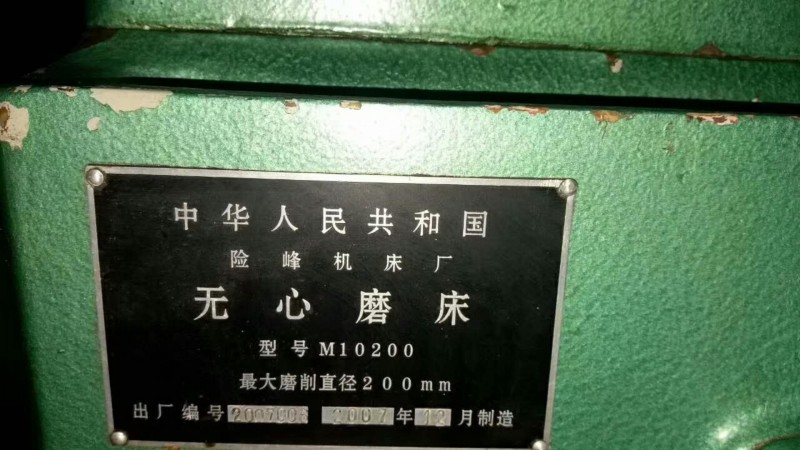 中华人民共和国
险峰机床厂
无心磨床
型号M10200
最大磨削直径200mm
出厂编号 2007年12月制造